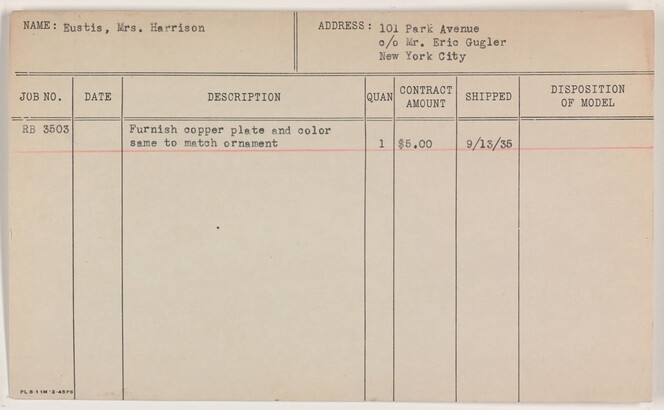 NAME: Eustis, Mrs. Harrison
ADDRESS: 101 Park Avenue
c/o Mr. Eric Gugler
New York City
JOB NO. DATE DESCRIPTION QUAN CONTRACT AMOUNT SHIPPED DISPOSITION OF MODEL
RB 3503 Furnish copper plate and color
same to match ornament 1 $5.00 9/13/35